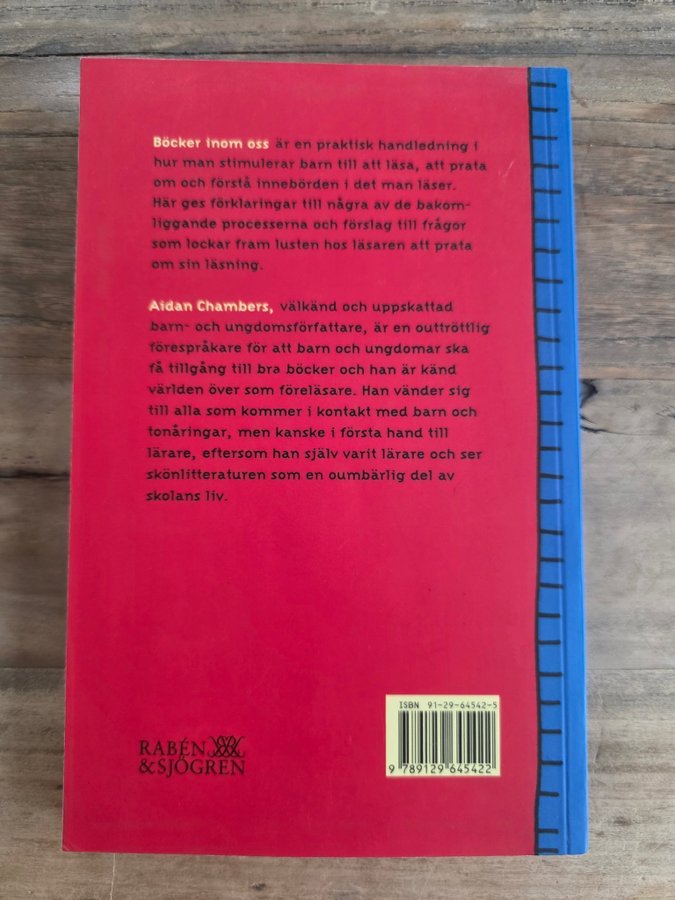 Böcker inom oss är en praktisk handledning i
hur man stimulerar barn till att läsa, att prata
om och förstå innebörden i det man läser.
Här ges förklaringar till några av de bakom-
liggande processerna och förslag till frågor
som lockar fram lusten hos läsaren att prata
om sin läsning.
Aidan Chambers, välkänd och uppskattad
barn- och ungdomsförfattare, är en outtröttlig
förespråkare för att barn och ungdomar ska
få tillgång till bra böcker och han är känd
världen över som föreläsare. Han vänder sig
till alla som kommer i kontakt med barn och
tonåringar, men kanske i första hand till
lärare, eftersom han själv varit lärare och ser
skönlitteraturen som en oumbärlig del av
skolans liv.
ISBN 91-29-64542-5
9 789129 645422
RABÉN
&SJÖGREN